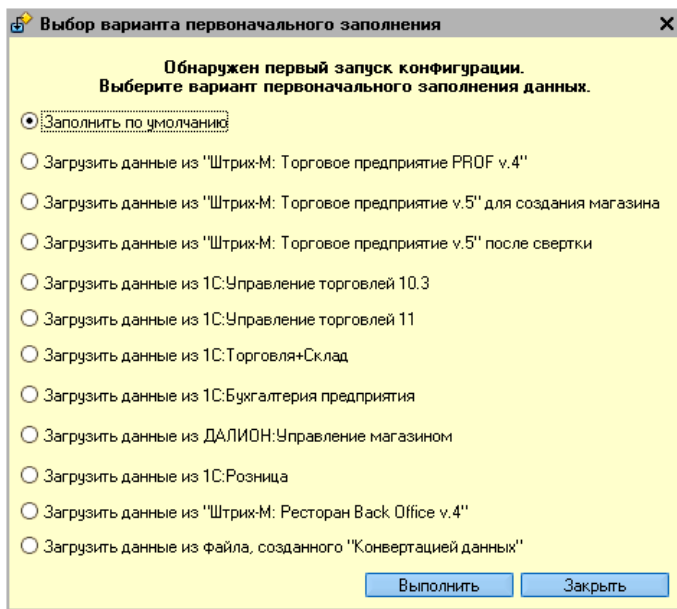 Выбор варианта первоначального заполнения
Обнаружен первый запуск конфигурации.
Выберите вариант первоначального заполнения данных.
Заполнить по умолчанию
Загрузить данные из "Штрих-М: Торговое предприятие PROF v.4"
Загрузить данные из "Штрих-М: Торговое предприятие v.5" для создания магазина
Загрузить данные из "Штрих-М: Торговое предприятие v.5" после свертки
Загрузить данные из 1С:Управление торговлей 10.3
Загрузить данные из 1С:Управление торговлей 11
Загрузить данные из 1С:Торговля+Склад
Загрузить данные из 1С:Бухгалтерия предприятия
Загрузить данные из ДАЛИОН:Управление магазином
Загрузить данные из 1С:Розница
Загрузить данные из "Штрих-М: Ресторан Back Office v.4"
Загрузить данные из файла, созданного "Конвертацией данных"
Выполнить Закрыть